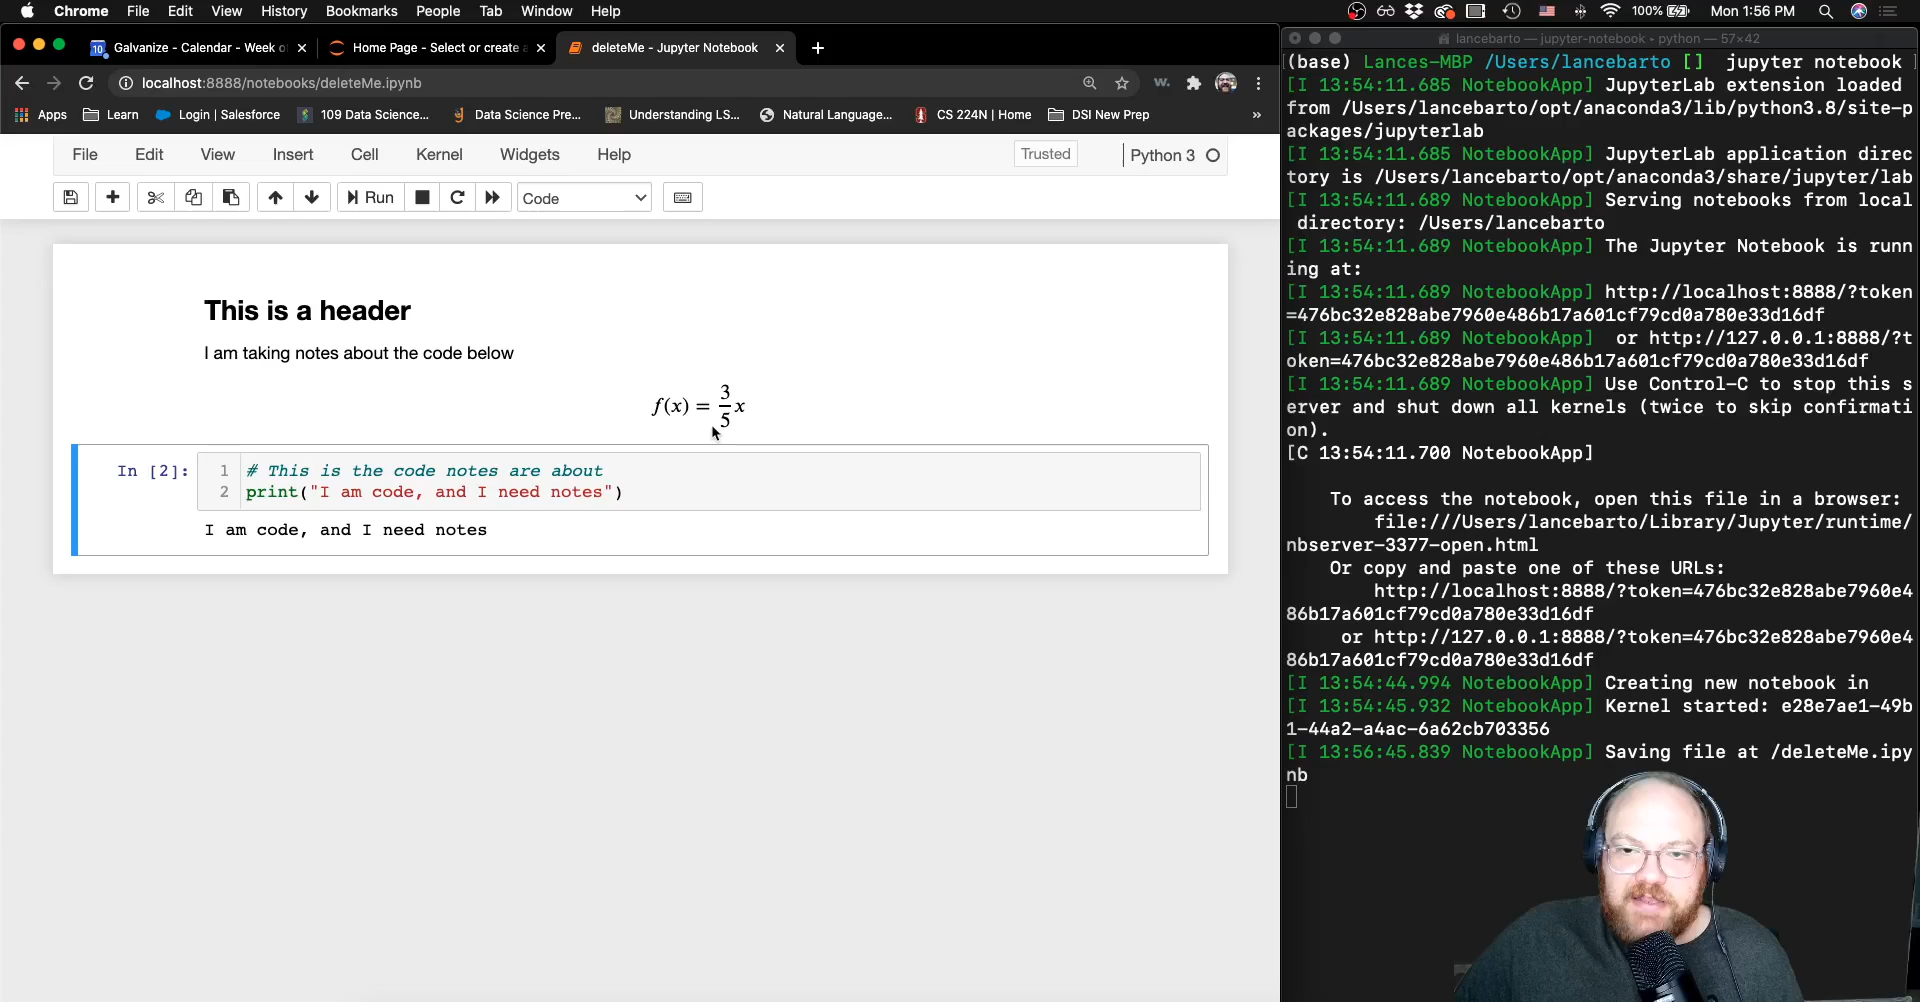 Chrome File Edit View History Bookmarks People Tab Window Help 100% Mon 1:56 PM
Galvanize - Calendar - Week o
Home Page - Select or create a
deleteMe - Jupyter Notebook
lancebarto — jupyter-notebook • python — 57×42
localhost:8888/notebooks/deleteMe.ipynb
Apps Learn Login | Salesforce 109 Data Science... Data Science Pre... Understanding LS... Natural Language... CS 224N | Home DSI New Prep »
File Edit View Insert Cell Kernel Widgets Help Trusted Python 3
Run Code
This is a header
I am taking notes about the code below
f(x) = 3/5 x
In [2]:
1 # This is the code notes are about
2 print("I am code, and I need notes")
I am code, and I need notes
(base) Lances-MBP /Users/lancebarto [] jupyter notebook
[I 13:54:11.685 NotebookApp] JupyterLab extension loaded
from /Users/lancebarto/opt/anaconda3/lib/python3.8/site-p
ackages/jupyterlab
[I 13:54:11.685 NotebookApp] JupyterLab application direc
tory is /Users/lancebarto/opt/anaconda3/share/jupyter/lab
[I 13:54:11.689 NotebookApp] Serving notebooks from local
directory: /Users/lancebarto
[I 13:54:11.689 NotebookApp] The Jupyter Notebook is runn
ing at:
[I 13:54:11.689 NotebookApp] http://localhost:8888/?token
=476bc32e828abe7960e486b17a601cf79cd0a780e33d16df
[I 13:54:11.689 NotebookApp]  or http://127.0.0.1:8888/?t
oken=476bc32e828abe7960e486b17a601cf79cd0a780e33d16df
[I 13:54:11.689 NotebookApp] Use Control-C to stop this s
erver and shut down all kernels (twice to skip confirmati
on).
[C 13:54:11.700 NotebookApp]
To access the notebook, open this file in a browser:
file:///Users/lancebarto/Library/Jupyter/runtime/
nbserver-3377-open.html
Or copy and paste one of these URLs:
http://localhost:8888/?token=476bc32e828abe7960e4
86b17a601cf79cd0a780e33d16df
or http://127.0.0.1:8888/?token=476bc32e828abe7960e4
86b17a601cf79cd0a780e33d16df
[I 13:54:44.994 NotebookApp] Creating new notebook in
[I 13:54:45.932 NotebookApp] Kernel started: e28e7ae1-49b
1-44a2-a4ac-6a62cb703356
[I 13:56:45.839 NotebookApp] Saving file at /deleteMe.ipy
nb